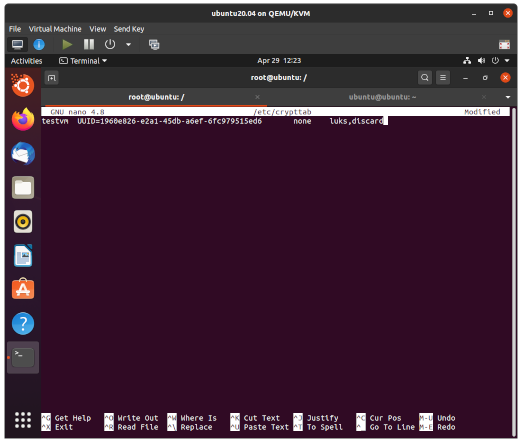 ubuntu20.04 on QEMU/KVM
File Virtual Machine View Send Key
Activities Terminal Apr 29 12:23
root@ubuntu: /
root@ubuntu: / ubuntu@ubuntu: ~
GNU nano 4.8 /etc/crypttab Modified
testvm UUID=1960e826-e2a1-45db-a6ef-6fc979515ed6 none luks,discard
^G Get Help ^O Write Out ^W Where Is ^K Cut Text ^J Justify ^C Cur Pos M-U Undo
^X Exit ^R Read File ^\ Replace ^U Paste Text ^T To Spell ^_ Go To Line M-E Redo